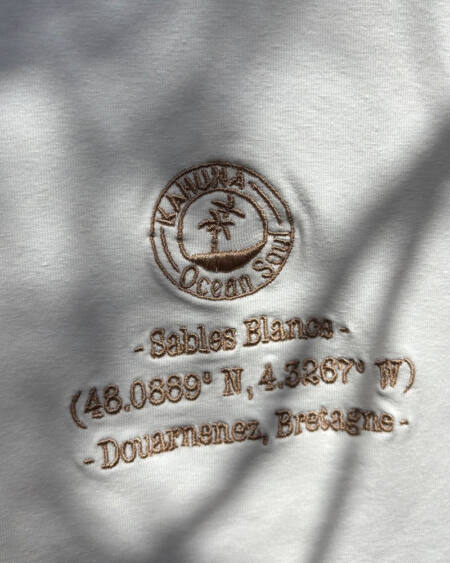 KAHUNA
Ocean Soul
- Sables Blancs -
(48.0889° N, 4.3267° W)
- Douarnenez, Bretagne -